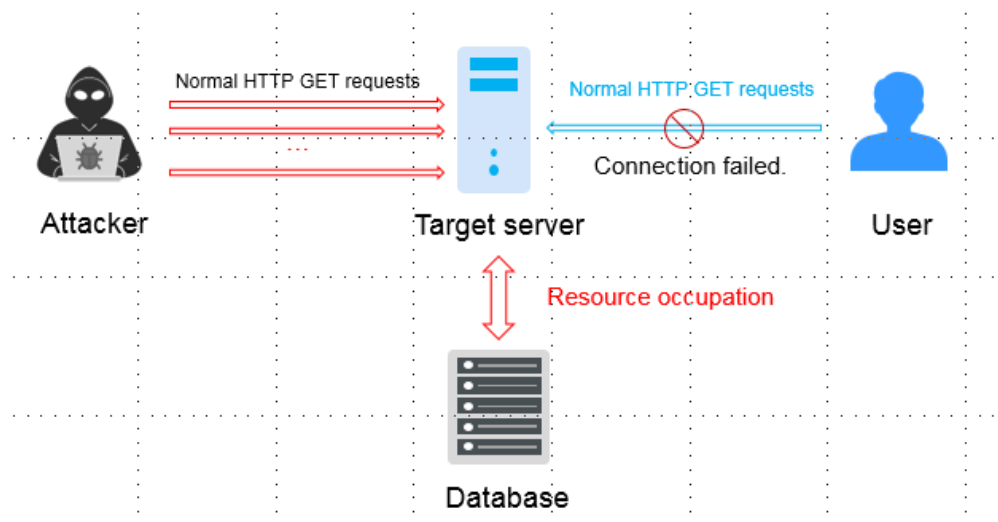 Normal HTTP GET requests
Normal HTTP GET requests
...
Connection failed.
Attacker
Target server
User
Resource occupation
Database